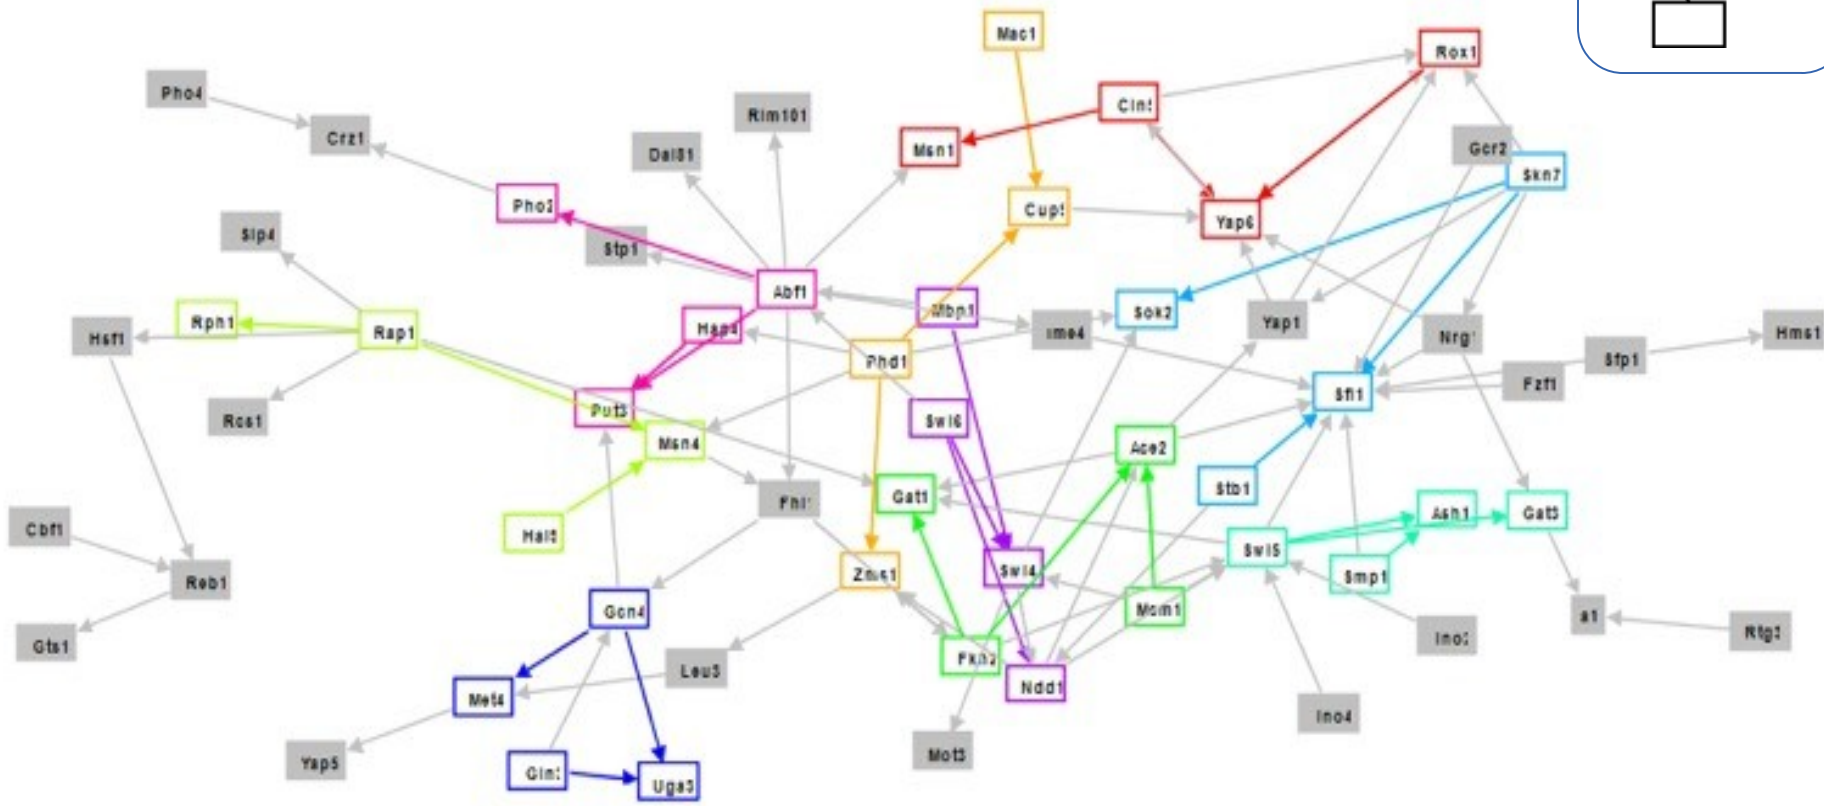 Mac1
Rox1
Pho4
Cin5
Rim101
Crz1
Msn1
Dal81
Gcr2
Skn7
Pho2
Cup9
Yap6
Slp4
Stp1
Abf1
Mbp1
Sok2
Rph1
Rap1
Hap4
Ime4
Yap1
Nrg1
Hms1
Hsf1
Phd1
Sfp1
Fzf1
Sfl1
Rcs1
Put3
Swi6
Msn4
Ace2
Stb1
Gat1
Fhl1
Ash1
Gat3
Cbf1
Hal9
Swi5
Reb1
Zms1
Swi4
Smp1
Gcn4
Mcm1
a1
Rtg3
Gts1
Ino2
Leu3
Fkh2
Ndd1
Met4
Ino4
Mot3
Yap5
Gln3
Uga3